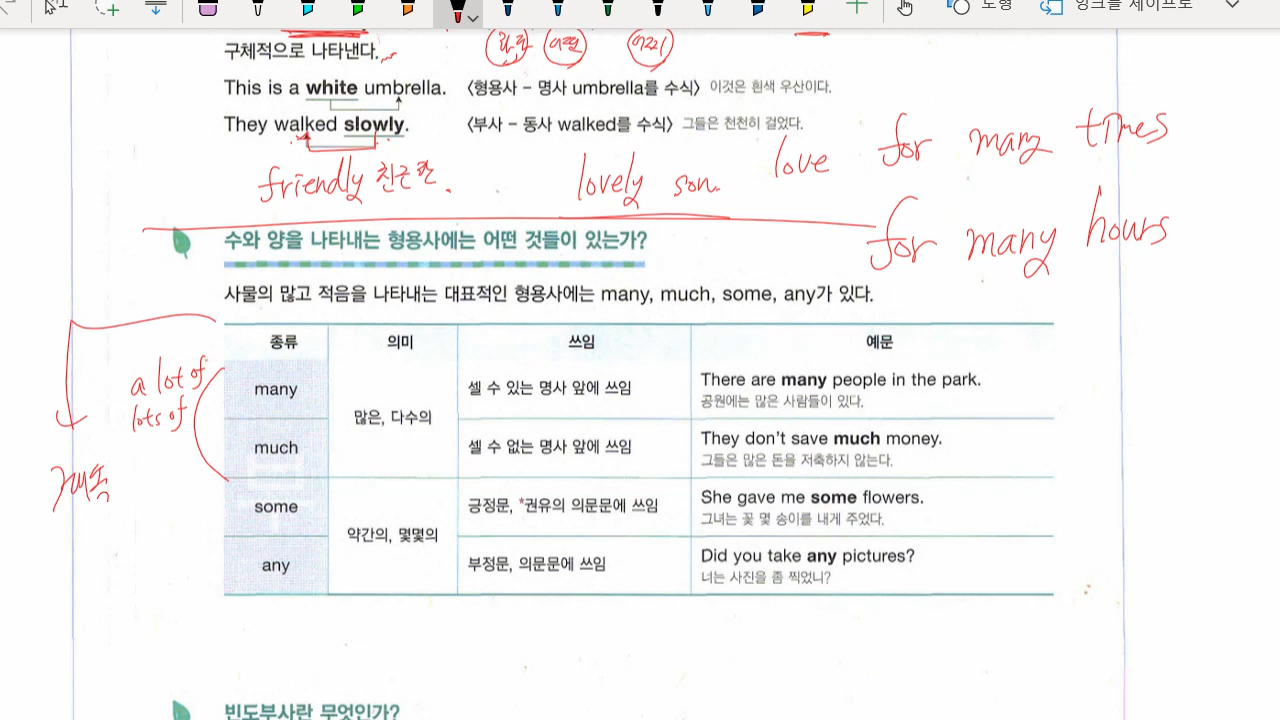 도형
잉크를 셰이프로
구체적으로 나타낸다.
This is a white umbrella. 〈형용사 – 명사 umbrella를 수식〉 이것은 흰색 우산이다.
They walked slowly. 〈부사 – 동사 walked를 수식〉 그들은 천천히 걸었다.
friendly 친근한. lovely son. love for many times
for many hours
수와 양을 나타내는 형용사에는 어떤 것들이 있는가?
사물의 많고 적음을 나타내는 대표적인 형용사에는 many, much, some, any가 있다.
종류 의미 쓰임 예문
a lot of
lots of
many 많은, 다수의 셀 수 있는 명사 앞에 쓰임 There are many people in the park.
공원에는 많은 사람들이 있다.
much 셀 수 없는 명사 앞에 쓰임 They don't save much money.
그들은 많은 돈을 저축하지 않는다.
some 약간의, 몇몇의 긍정문, *권유의 의문문에 쓰임 She gave me some flowers.
그녀는 꽃 몇 송이를 내게 주었다.
any 부정문, 의문문에 쓰임 Did you take any pictures?
너는 사진을 좀 찍었니?
빈도부사란 무엇인가?